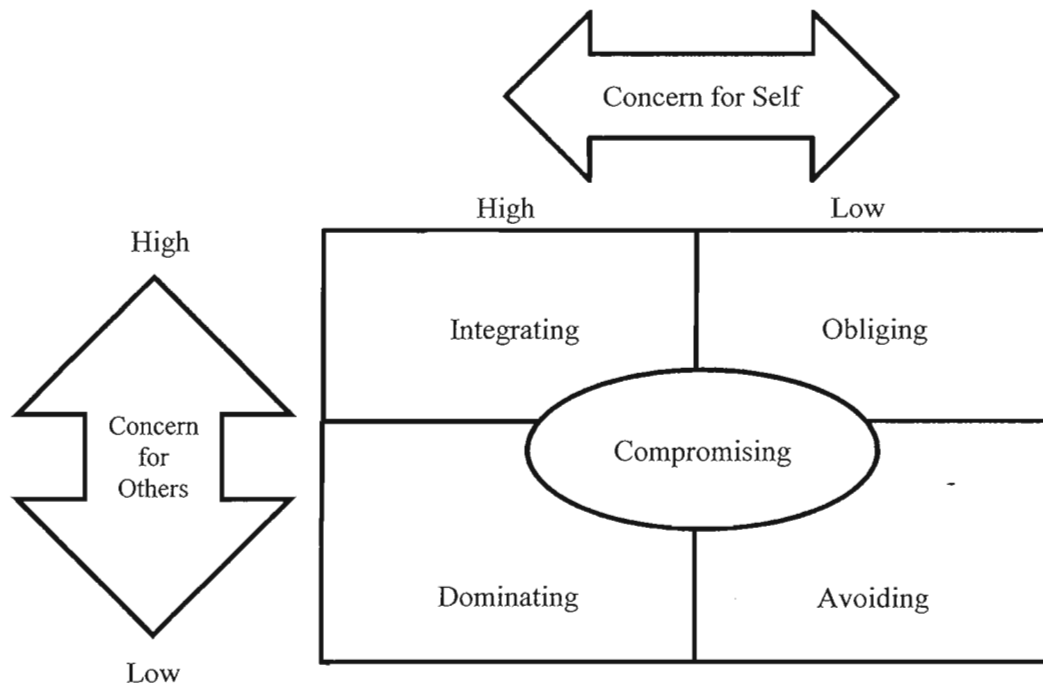 Concern for Self
High
Low
High
Integrating
Obliging
Concern
for
Others
Compromising
Dominating
Avoiding
Low